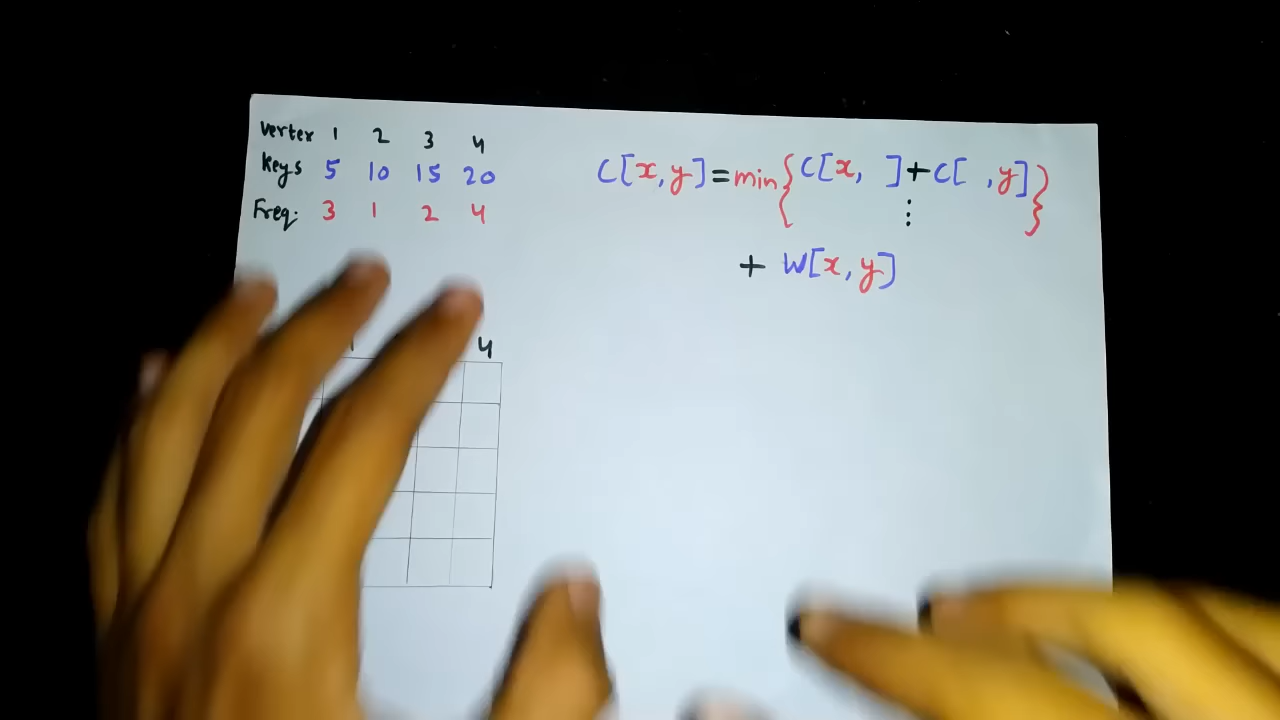 Vertex 1 2 3 4
Keys 5 10 15 20
Freq. 3 1 2 4
C[x,y]=min{C[x, ]+C[ ,y]}
⋮
+ W[x,y]
4